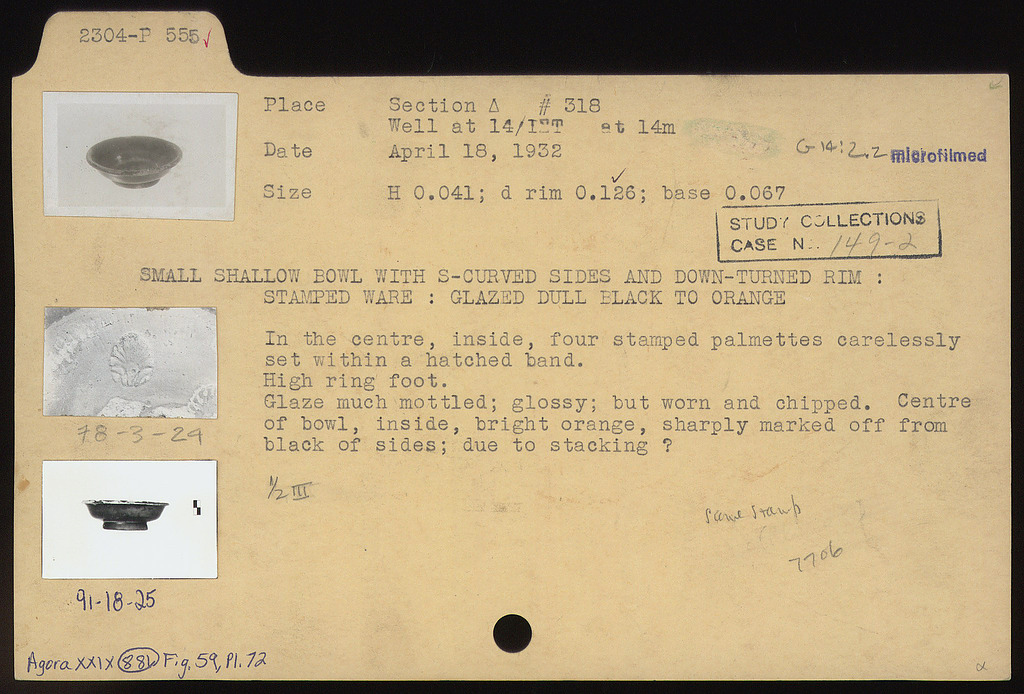 2304-P 555✓
Place Section Δ # 318
Well at 14/ at 14m
G 14:2.2 microfilmed
Date April 18, 1932
Size H 0.041; d rim 0.126; base 0.067
STUDY COLLECTIONS
CASE N 149-2
SMALL SHALLOW BOWL WITH S-CURVED SIDES AND DOWN-TURNED RIM :
STAMPED WARE : GLAZED DULL BLACK TO ORANGE
In the centre, inside, four stamped palmettes carelessly
set within a hatched band.
High ring foot.
Glaze much mottled; glossy; but worn and chipped. Centre
of bowl, inside, bright orange, sharply marked off from
black of sides; due to stacking ?
78-3-24
1/2 III
same stamp
7706
91-18-25
Agora XXIX 881 Fig. 59, Pl. 72
α